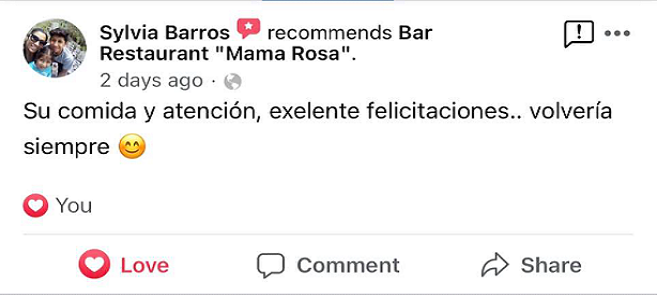 Sylvia Barros recommends Bar
Restaurant "Mama Rosa".
2 days ago ·
Su comida y atención, exelente felicitaciones.. volvería
siempre 😊
You
Love Comment Share